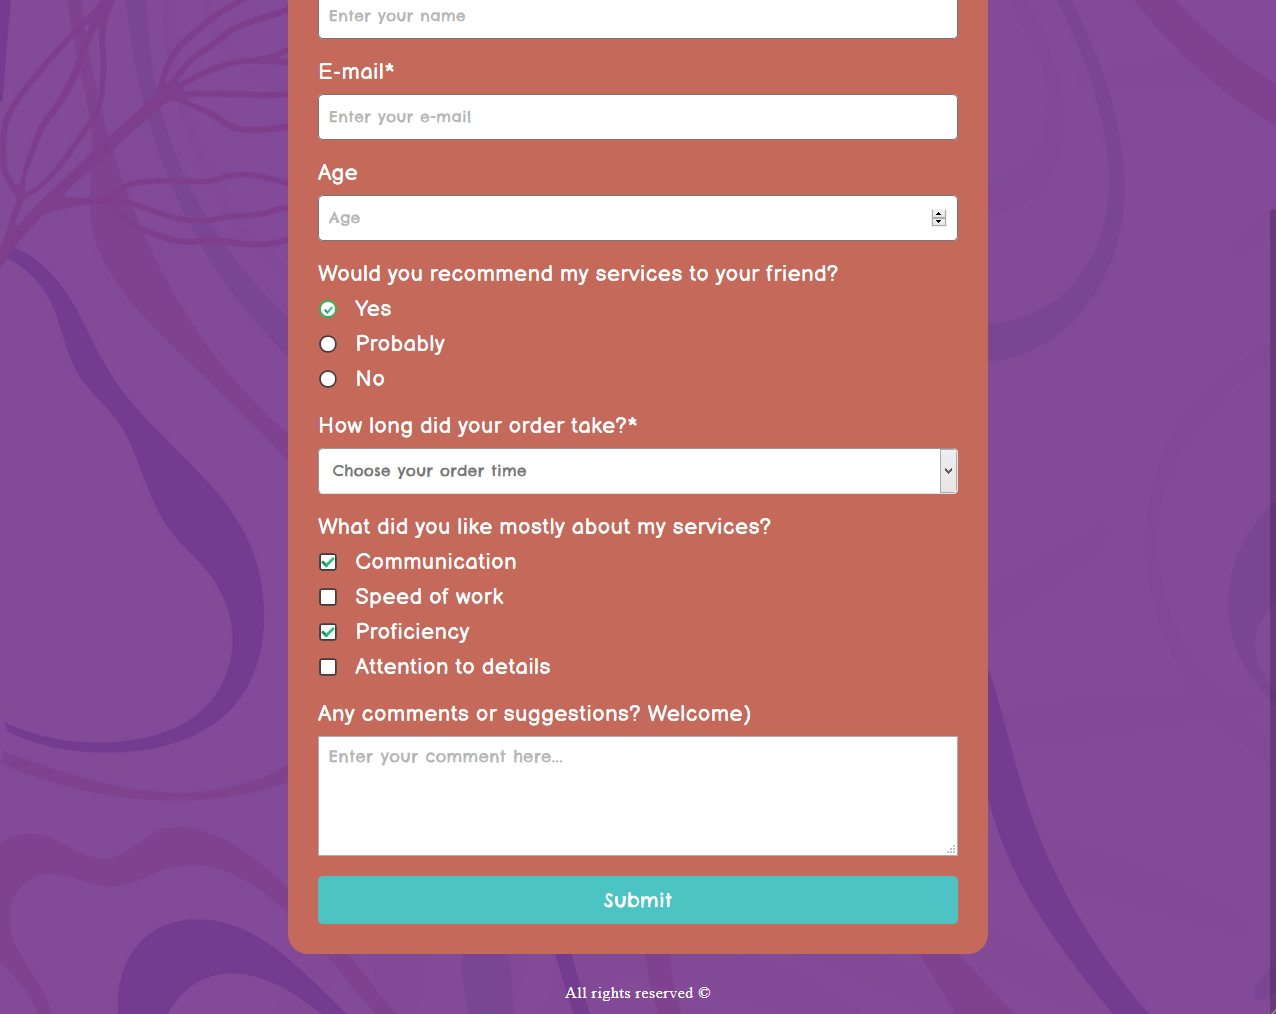 Enter your name
E-mail*
Enter your e-mail
Age
Age
Would you recommend my services to your friend?
Yes
Probably
No
How long did your order take?*
Choose your order time
What did you like mostly about my services?
Communication
Speed of work
Proficiency
Attention to details
Any comments or suggestions? Welcome)
Enter your comment here...
Submit
All rights reserved ©